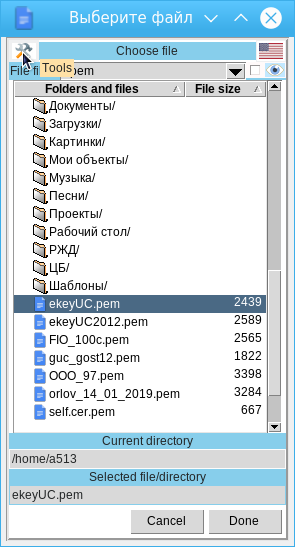 Выберите файл
Choose file
File fi
Tools
pem
Folders and files
File size
Документы/
Загрузки/
Картинки/
Мои объекты/
Музыка/
Песни/
Проекты/
Рабочий стол/
РЖД/
ЦБ/
Шаблоны/
ekeyUC.pem 2439
ekeyUC2012.pem 2589
FIO_100c.pem 2565
guc_gost12.pem 1822
OOO_97.pem 3398
orlov_14_01_2019.pem 3284
self.cer.pem 667
Current directory
/home/a513
Selected file/directory
ekeyUC.pem
Cancel
Done